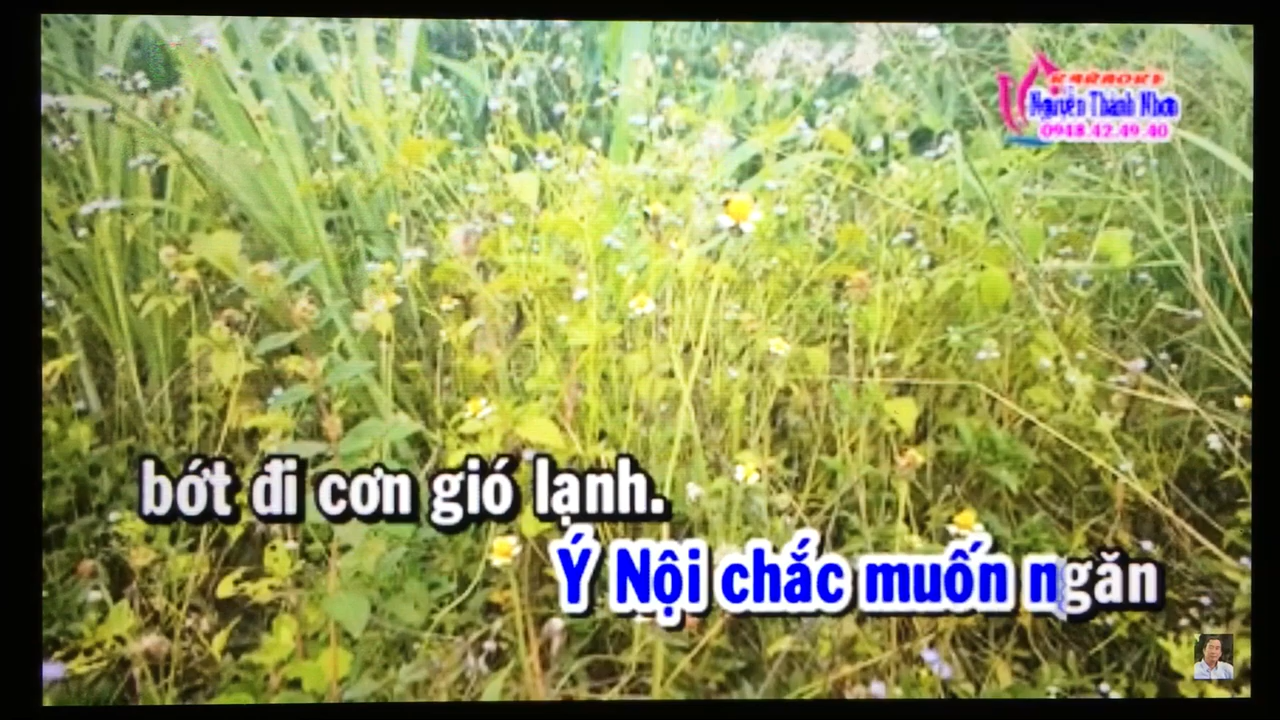 Nguyễn Thành Nhơn
0948.42.49.40
bớt đi cơn gió lạnh.
Ý Nội chắc muốn ngăn